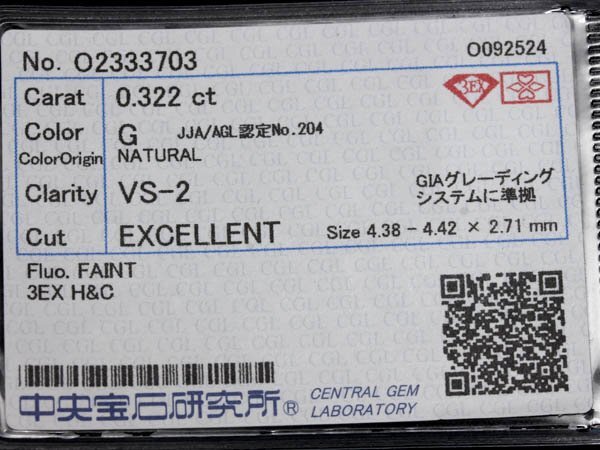 No. O2333703 O092524
Carat 0.322 ct 3EX
Color G JJA/AGL認定No.204
ColorOrigin NATURAL
Clarity VS-2 GIAグレーディング
システムに準拠
Cut EXCELLENT Size 4.38 - 4.42 × 2.71 mm
Fluo. FAINT
3EX H&C
中央宝石研究所® CENTRAL GEM
LABORATORY